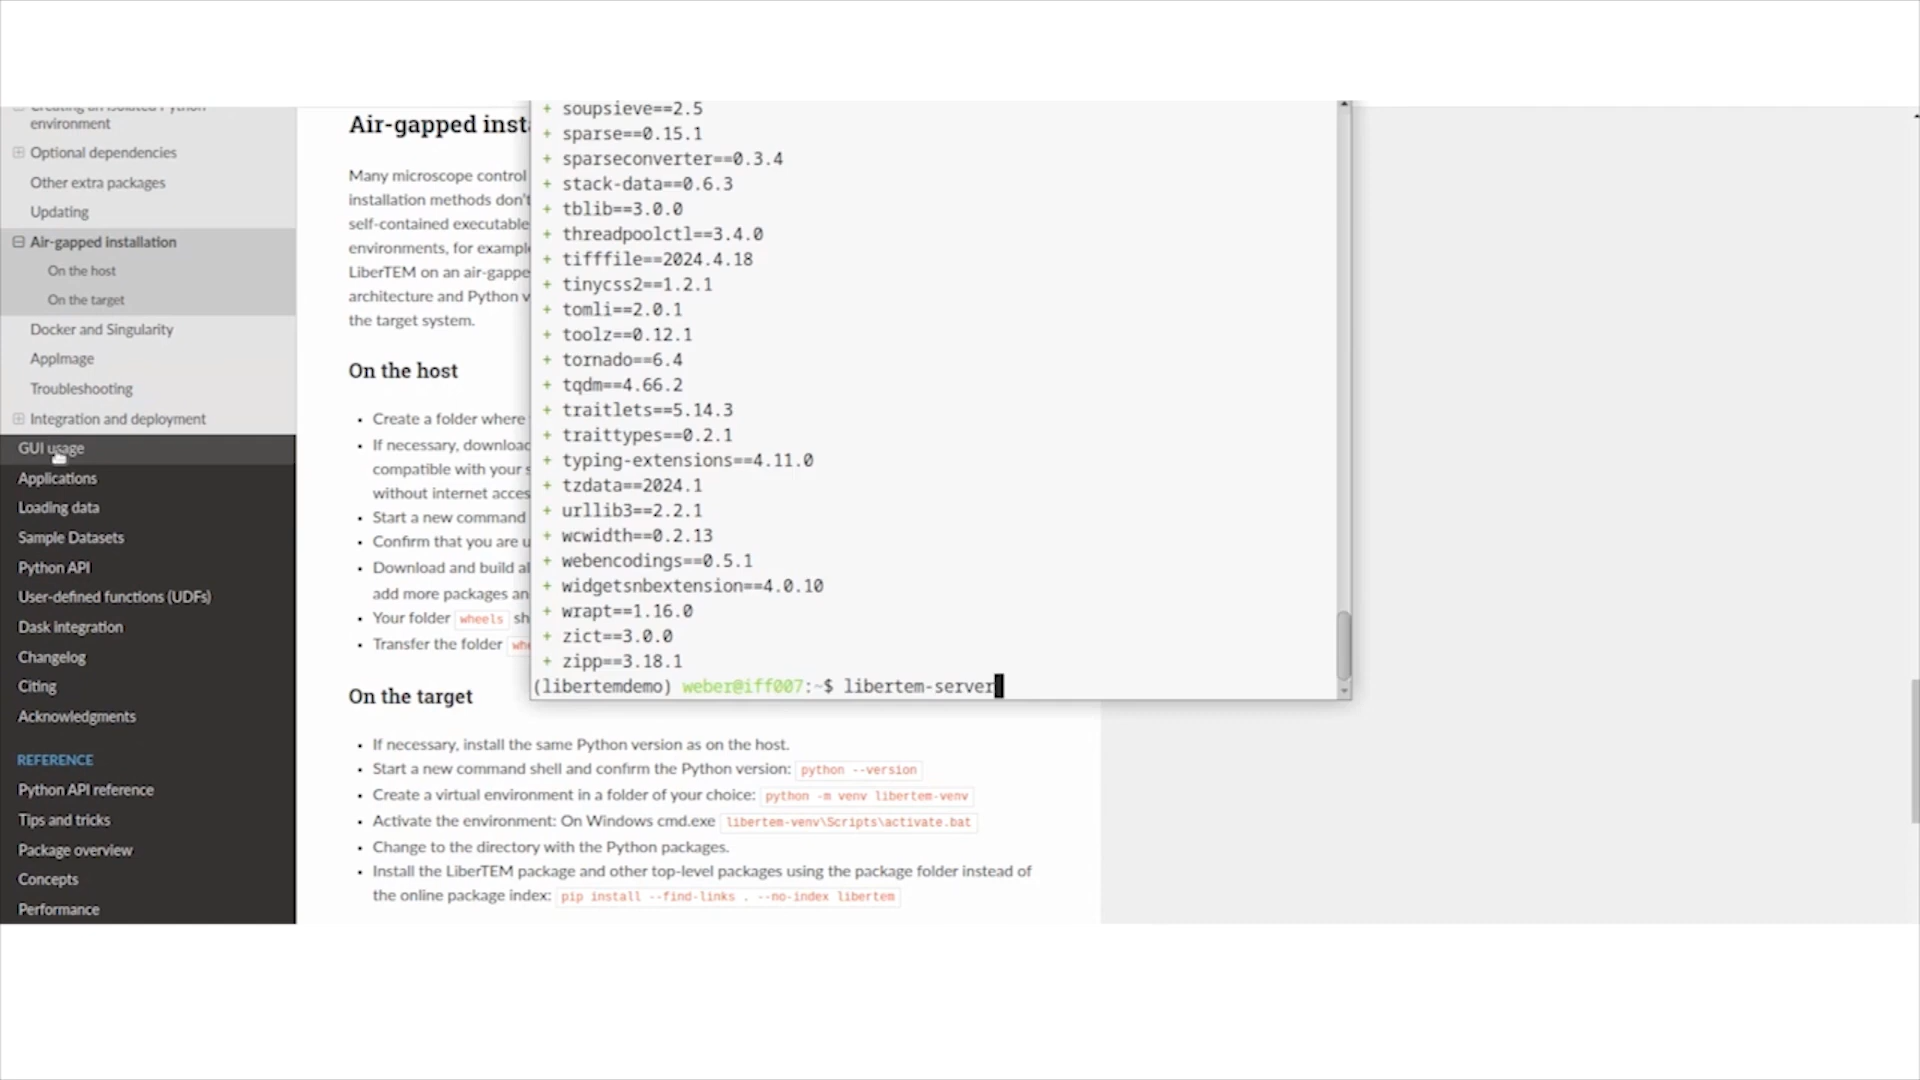 Creating an isolated Python
environment
Optional dependencies
Other extra packages
Updating
Air-gapped installation
On the host
On the target
Docker and Singularity
AppImage
Troubleshooting
Integration and deployment
GUI usage
Applications
Loading data
Sample Datasets
Python API
User-defined functions (UDFs)
Dask integration
Changelog
Citing
Acknowledgments
REFERENCE
Python API reference
Tips and tricks
Package overview
Concepts
Performance
Air-gapped
Many microscope control
installation methods don't
self-contained executable
environments, for
LiberTEM on an
architecture and Python
the target system.
On the host
• Create a folder where
• If necessary,
compatible with your
without internet
• Start a new command
• Confirm that you are
• Download and build
add more packages
• Your folder wheels
• Transfer the folder
On the target
• If necessary, install the same Python version as on the host.
• Start a new command shell and confirm the Python version: python --version
• Create a virtual environment in a folder of your choice: python -m venv libertem-venv
• Activate the environment: On Windows cmd.exe libertem-venv\Scripts\activate.bat
• Change to the directory with the Python packages.
• Install the LiberTEM package and other top-level packages using the package folder instead of
the online package index: pip install --find-links . --no-index libertem
+ soupsieve==2.5
+ sparse==0.15.1
+ sparseconverter==0.3.4
+ stack-data==0.6.3
+ tblib==3.0.0
+ threadpoolctl==3.4.0
+ tifffile==2024.4.18
+ tinycss2==1.2.1
+ tomli==2.0.1
+ toolz==0.12.1
+ tornado==6.4
+ tqdm==4.66.2
+ traitlets==5.14.3
+ traittypes==0.2.1
+ typing-extensions==4.11.0
+ tzdata==2024.1
+ urllib3==2.2.1
+ wcwidth==0.2.13
+ webencodings==0.5.1
+ widgetsnbextension==4.0.10
+ wrapt==1.16.0
+ zict==3.0.0
+ zipp==3.18.1
(libertemdemo) weber@iff007:~$ libertem-server